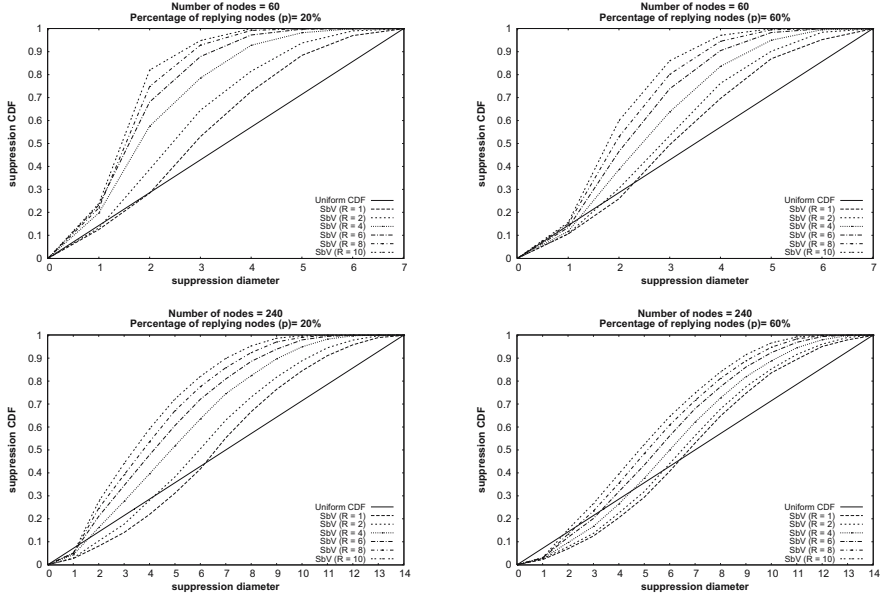 Number of nodes = 60
Percentage of replying nodes (p)= 20%
suppression CDF
1
0.9
0.8
0.7
0.6
0.5
0.4
0.3
0.2
0.1
0
Uniform CDF
SbV (R = 1)
SbV (R = 2)
SbV (R = 4)
SbV (R = 6)
SbV (R = 8)
SbV (R = 10)
0 1 2 3 4 5 6 7
suppression diameter
Number of nodes = 60
Percentage of replying nodes (p)= 60%
suppression CDF
1
0.9
0.8
0.7
0.6
0.5
0.4
0.3
0.2
0.1
0
Uniform CDF
SbV (R = 1)
SbV (R = 2)
SbV (R = 4)
SbV (R = 6)
SbV (R = 8)
SbV (R = 10)
0 1 2 3 4 5 6 7
suppression diameter
Number of nodes = 240
Percentage of replying nodes (p)= 20%
suppression CDF
1
0.9
0.8
0.7
0.6
0.5
0.4
0.3
0.2
0.1
0
Uniform CDF
SbV (R = 1)
SbV (R = 2)
SbV (R = 4)
SbV (R = 6)
SbV (R = 8)
SbV (R = 10)
0 1 2 3 4 5 6 7 8 9 10 11 12 13 14
suppression diameter
Number of nodes = 240
Percentage of replying nodes (p)= 60%
suppression CDF
1
0.9
0.8
0.7
0.6
0.5
0.4
0.3
0.2
0.1
0
Uniform CDF
SbV (R = 1)
SbV (R = 2)
SbV (R = 4)
SbV (R = 6)
SbV (R = 8)
SbV (R = 10)
0 1 2 3 4 5 6 7 8 9 10 11 12 13 14
suppression diameter